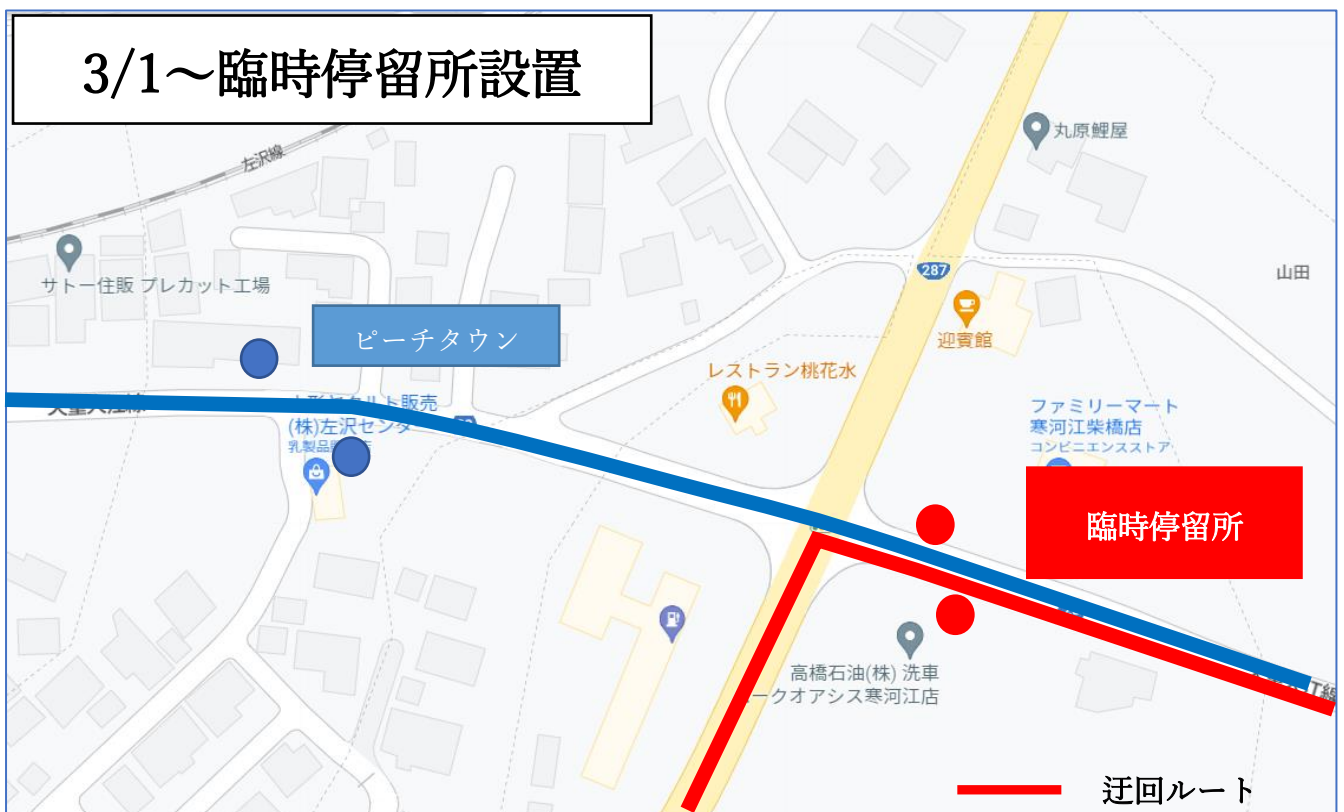 3/1～臨時停留所設置
左沢線
丸原鯉屋
サトー住販 プレカット工場
287
山田
ピーチタウン
迎賓館
レストラン桃花水
販売
(株)左沢センター
乳製品
ファミリーマート
寒河江柴橋店
コンビニエンスストア
臨時停留所
高橋石油(株) 洗車
ークオアシス寒河江店
迂回ルート